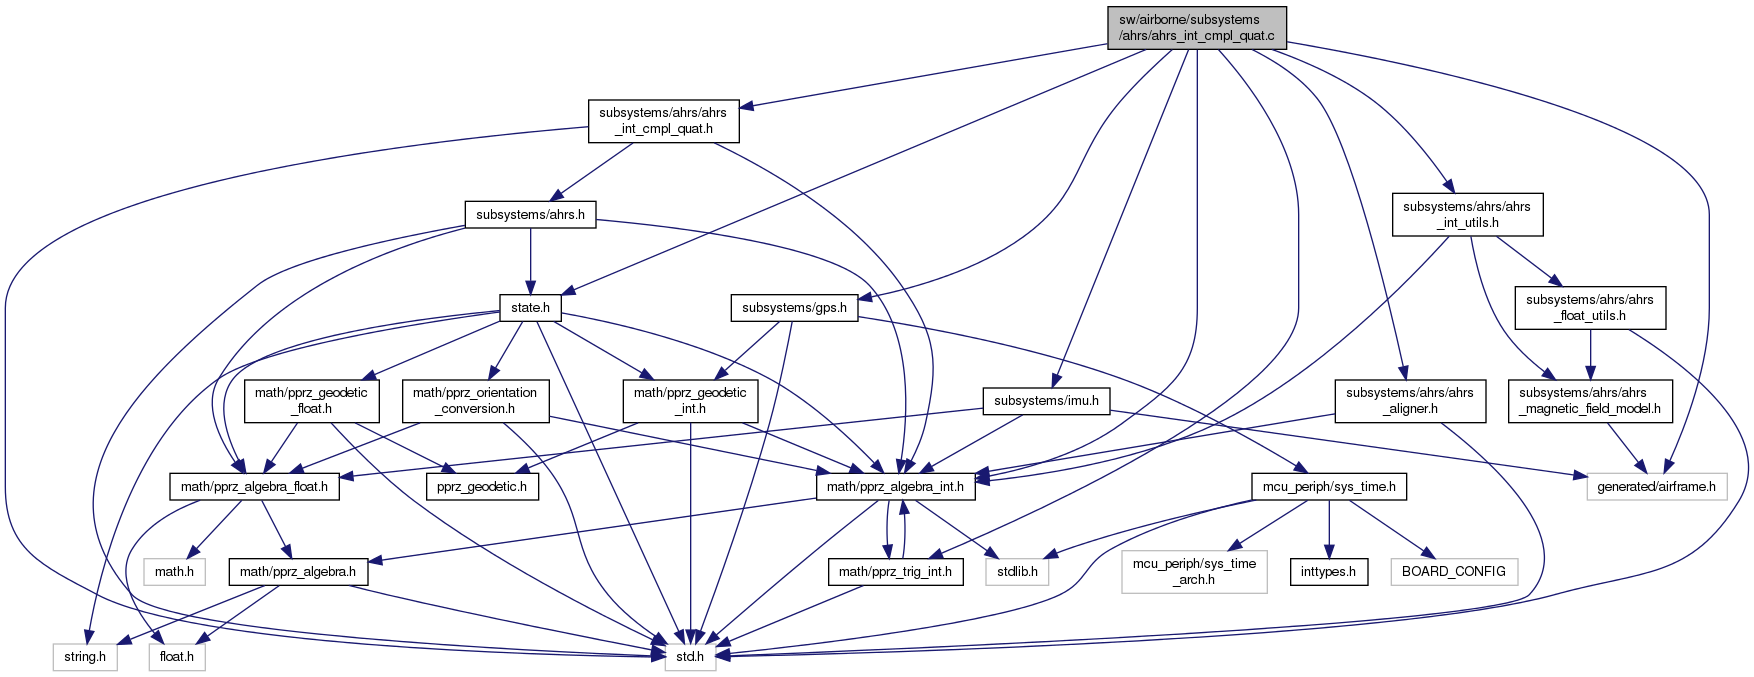 sw/airborne/subsystems
/ahrs/ahrs_int_cmpl_quat.c
subsystems/ahrs/ahrs
_int_cmpl_quat.h
subsystems/ahrs.h
subsystems/ahrs/ahrs
_int_utils.h
state.h
subsystems/gps.h
subsystems/ahrs/ahrs
_float_utils.h
math/pprz_geodetic
_float.h
math/pprz_orientation
_conversion.h
math/pprz_geodetic
_int.h
subsystems/imu.h
subsystems/ahrs/ahrs
_aligner.h
subsystems/ahrs/ahrs
_magnetic_field_model.h
math/pprz_algebra_float.h
pprz_geodetic.h
math/pprz_algebra_int.h
mcu_periph/sys_time.h
generated/airframe.h
math.h
math/pprz_algebra.h
math/pprz_trig_int.h
stdlib.h
mcu_periph/sys_time
_arch.h
inttypes.h
BOARD_CONFIG
string.h
float.h
std.h